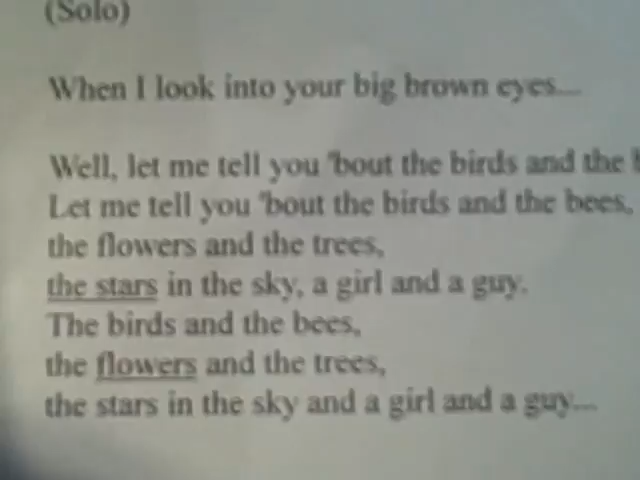 (Solo)
When I look into your big brown eyes....
Well, let me tell you 'bout the birds and the
Let me tell you 'bout the birds and the bees,
the flowers and the trees,
the stars in the sky, a girl and a guy.
The birds and the bees,
the flowers and the trees,
the stars in the sky and a girl and a guy....